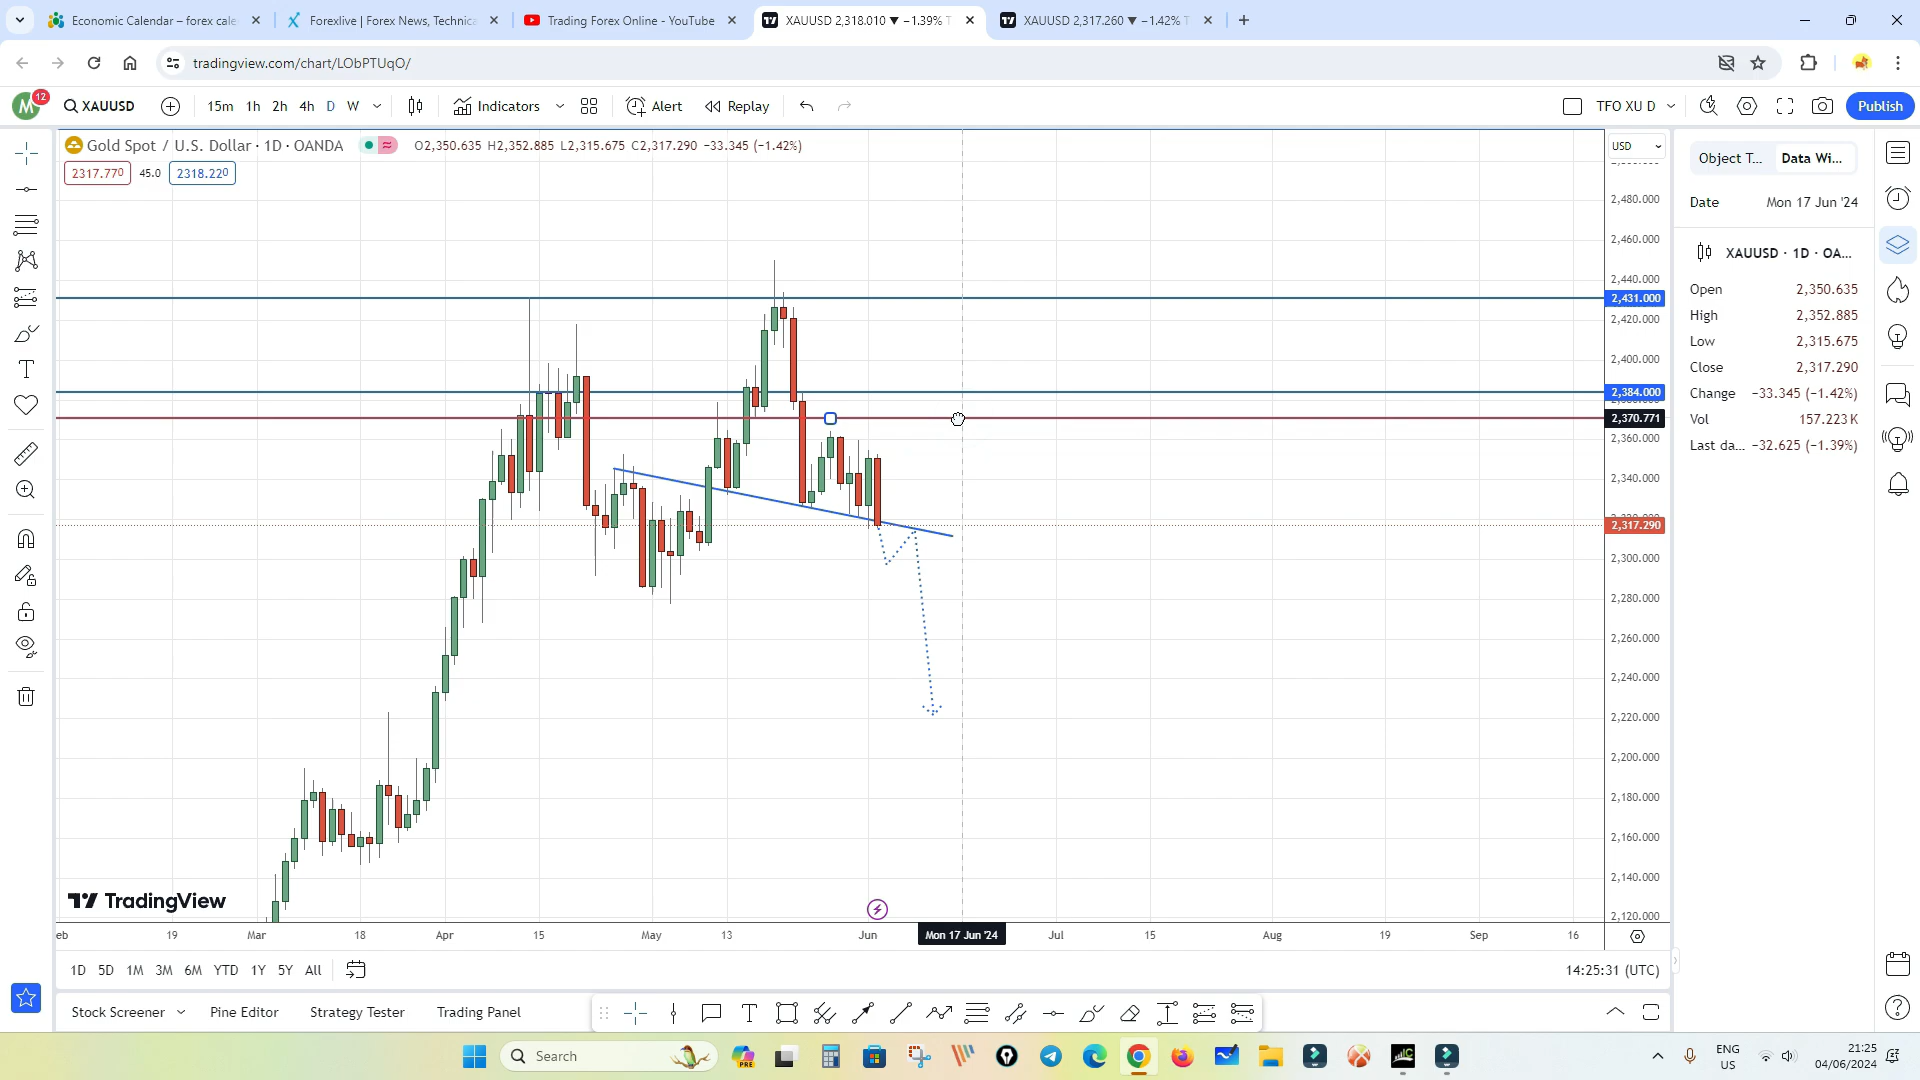 Economic Calendar – forex cale
Forexlive | Forex News, Technica
Trading Forex Online - YouTube
XAUUSD 2,318.010 ▼ −1.39% T
XAUUSD 2,317.260 ▼ −1.42% T
tradingview.com/chart/LObPTUqO/
M
12
XAUUSD
15m 1h 2h 4h D W
Indicators
Alert
Replay
TFO XU D
Publish
Gold Spot / U.S. Dollar · 1D · OANDA
O2,350.635 H2,352.885 L2,315.675 C2,317.290 −33.345 (−1.42%)
2317.770
45.0
2318.220
USD
2,480.000
2,460.000
2,440.000
2,431.000
2,420.000
2,400.000
2,384.000
2,370.771
2,360.000
2,340.000
2,317.290
2,300.000
2,280.000
2,260.000
2,240.000
2,220.000
2,200.000
2,180.000
2,160.000
2,140.000
2,120.000
Object T...
Data Wi...
Date Mon 17 Jun '24
XAUUSD · 1D · OA...
Open 2,350.635
High 2,352.885
Low 2,315.675
Close 2,317.290
Change −33.345 (−1.42%)
Vol 157.223 K
Last da... −32.625 (−1.39%)
TradingView
eb 19 Mar 18 Apr 15 May 13 Jun Mon 17 Jun '24 Jul 15 Aug 19 Sep 16
1D 5D 1M 3M 6M YTD 1Y 5Y All
14:25:31 (UTC)
Stock Screener
Pine Editor
Strategy Tester
Trading Panel
Search
PRE
ENG
US
21:25
04/06/2024